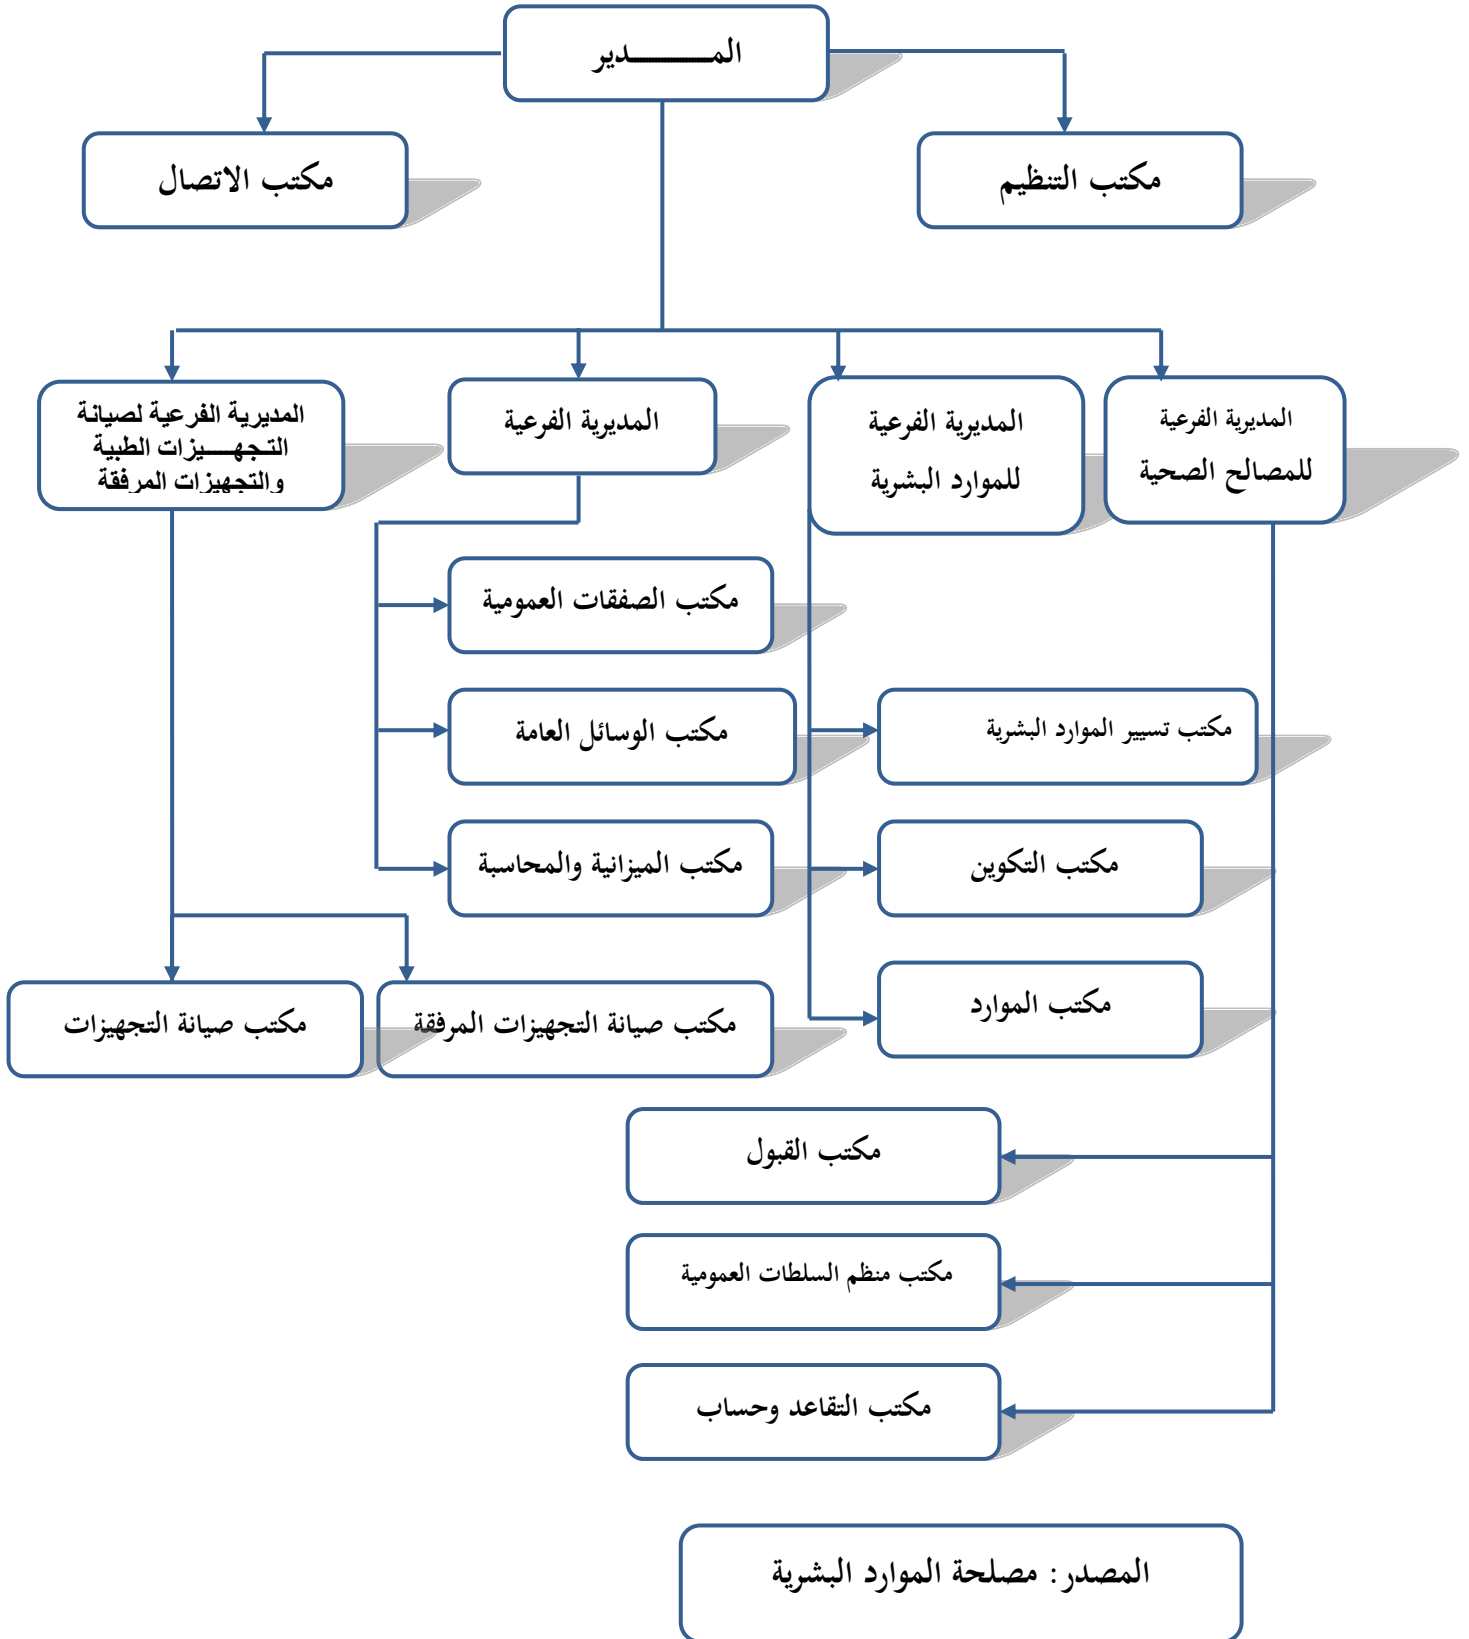 المـــــــــدير
مكتب التنظيم
مكتب الاتصال
المديرية الفرعية
للمصالح الصحية
المديرية الفرعية
للموارد البشرية
المديرية الفرعية
المديرية الفرعية لصيانة
التـجهــــيزات الطبية
والتجهيزات المرفقة
مكتب الصفقات العمومية
مكتب تسيير الموارد البشرية
مكتب الوسائل العامة
مكتب التكوين
مكتب الميزانية والمحاسبة
مكتب الموارد
مكتب صيانة التجهيزات المرفقة
مكتب صيانة التجهيزات
مكتب القبول
مكتب منظم السلطات العمومية
مكتب التقاعد وحساب
المصدر: مصلحة الموارد البشرية